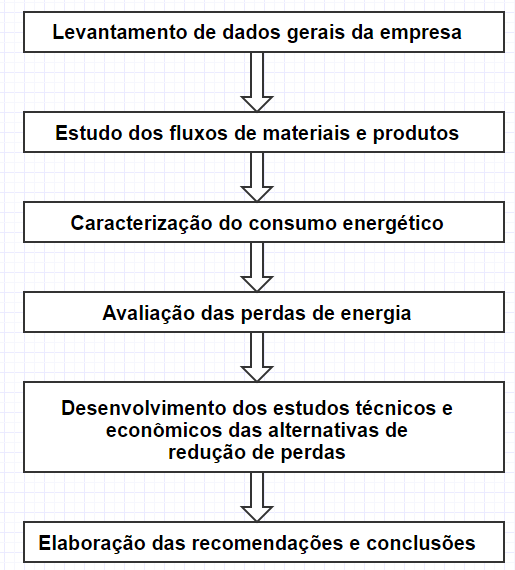 Levantamento de dados gerais da empresa
Estudo dos fluxos de materiais e produtos
Caracterização do consumo energético
Avaliação das perdas de energia
Desenvolvimento dos estudos técnicos e
econômicos das alternativas de
redução de perdas
Elaboração das recomendações e conclusões